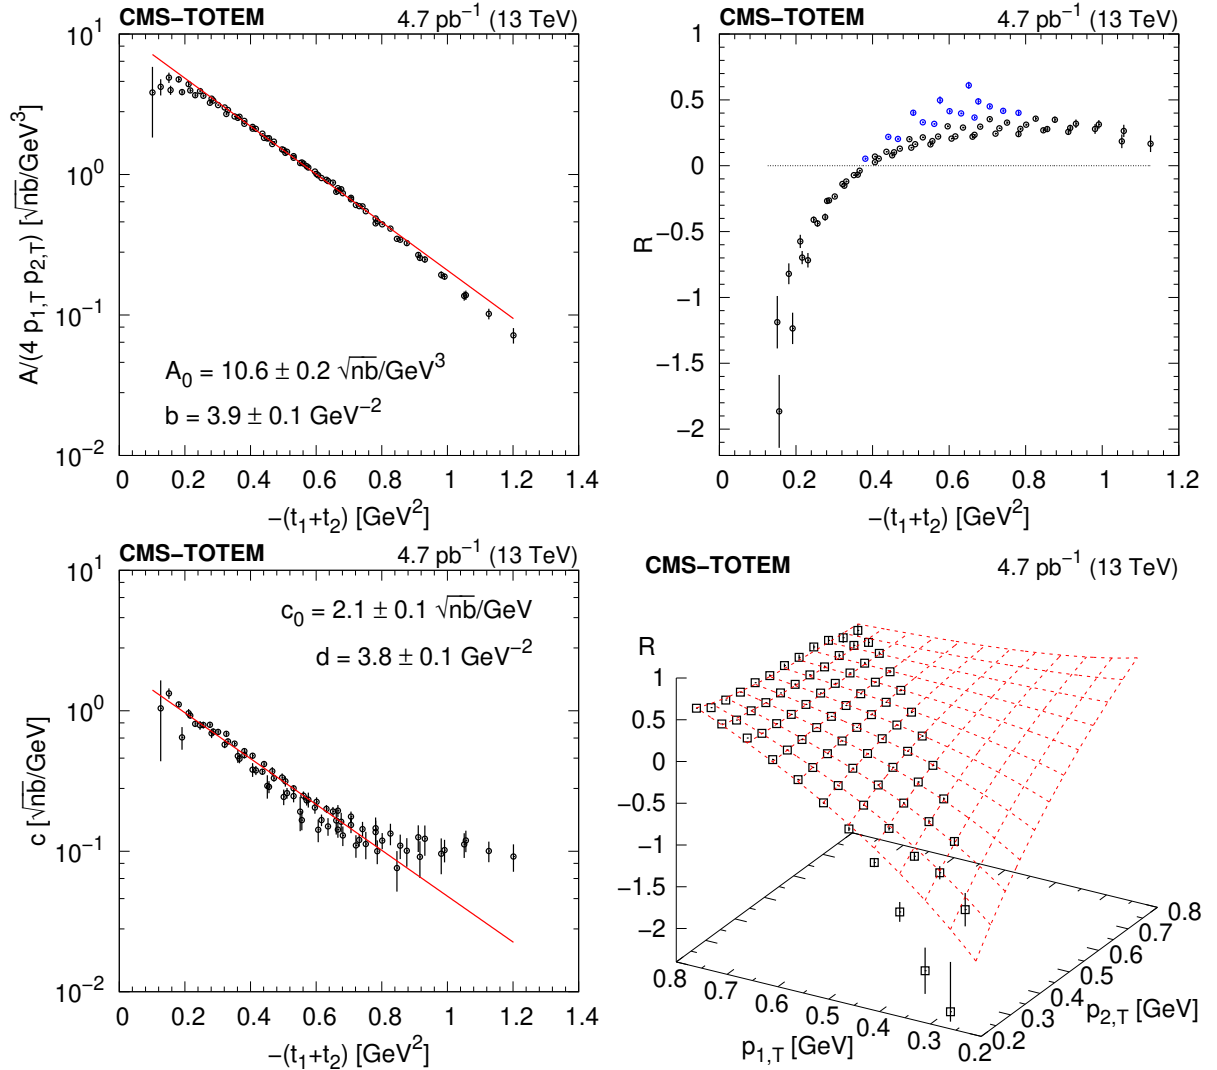 CMS–TOTEM 4.7 pb⁻¹ (13 TeV)
A/(4 p₁,T p₂,T) [√nb/GeV³]
10¹
10⁰
10⁻¹
10⁻²
A₀ = 10.6 ± 0.2 √nb/GeV³
b = 3.9 ± 0.1 GeV⁻²
0 0.2 0.4 0.6 0.8 1 1.2 1.4
−(t₁+t₂) [GeV²]
CMS–TOTEM 4.7 pb⁻¹ (13 TeV)
R
1
0.5
0
−0.5
−1
−1.5
−2
0 0.2 0.4 0.6 0.8 1 1.2
−(t₁+t₂) [GeV²]
CMS–TOTEM 4.7 pb⁻¹ (13 TeV)
c [√nb/GeV]
10¹
10⁰
10⁻¹
10⁻²
c₀ = 2.1 ± 0.1 √nb/GeV
d = 3.8 ± 0.1 GeV⁻²
0 0.2 0.4 0.6 0.8 1 1.2 1.4
−(t₁+t₂) [GeV²]
CMS–TOTEM 4.7 pb⁻¹ (13 TeV)
R
1
0.5
0
−0.5
−1
−1.5
−2
0.8 0.7 0.6 0.5 0.4 0.3 0.2
p₁,T [GeV]
0.2 0.3 0.4 0.5 0.6 0.7 0.8
p₂,T [GeV]